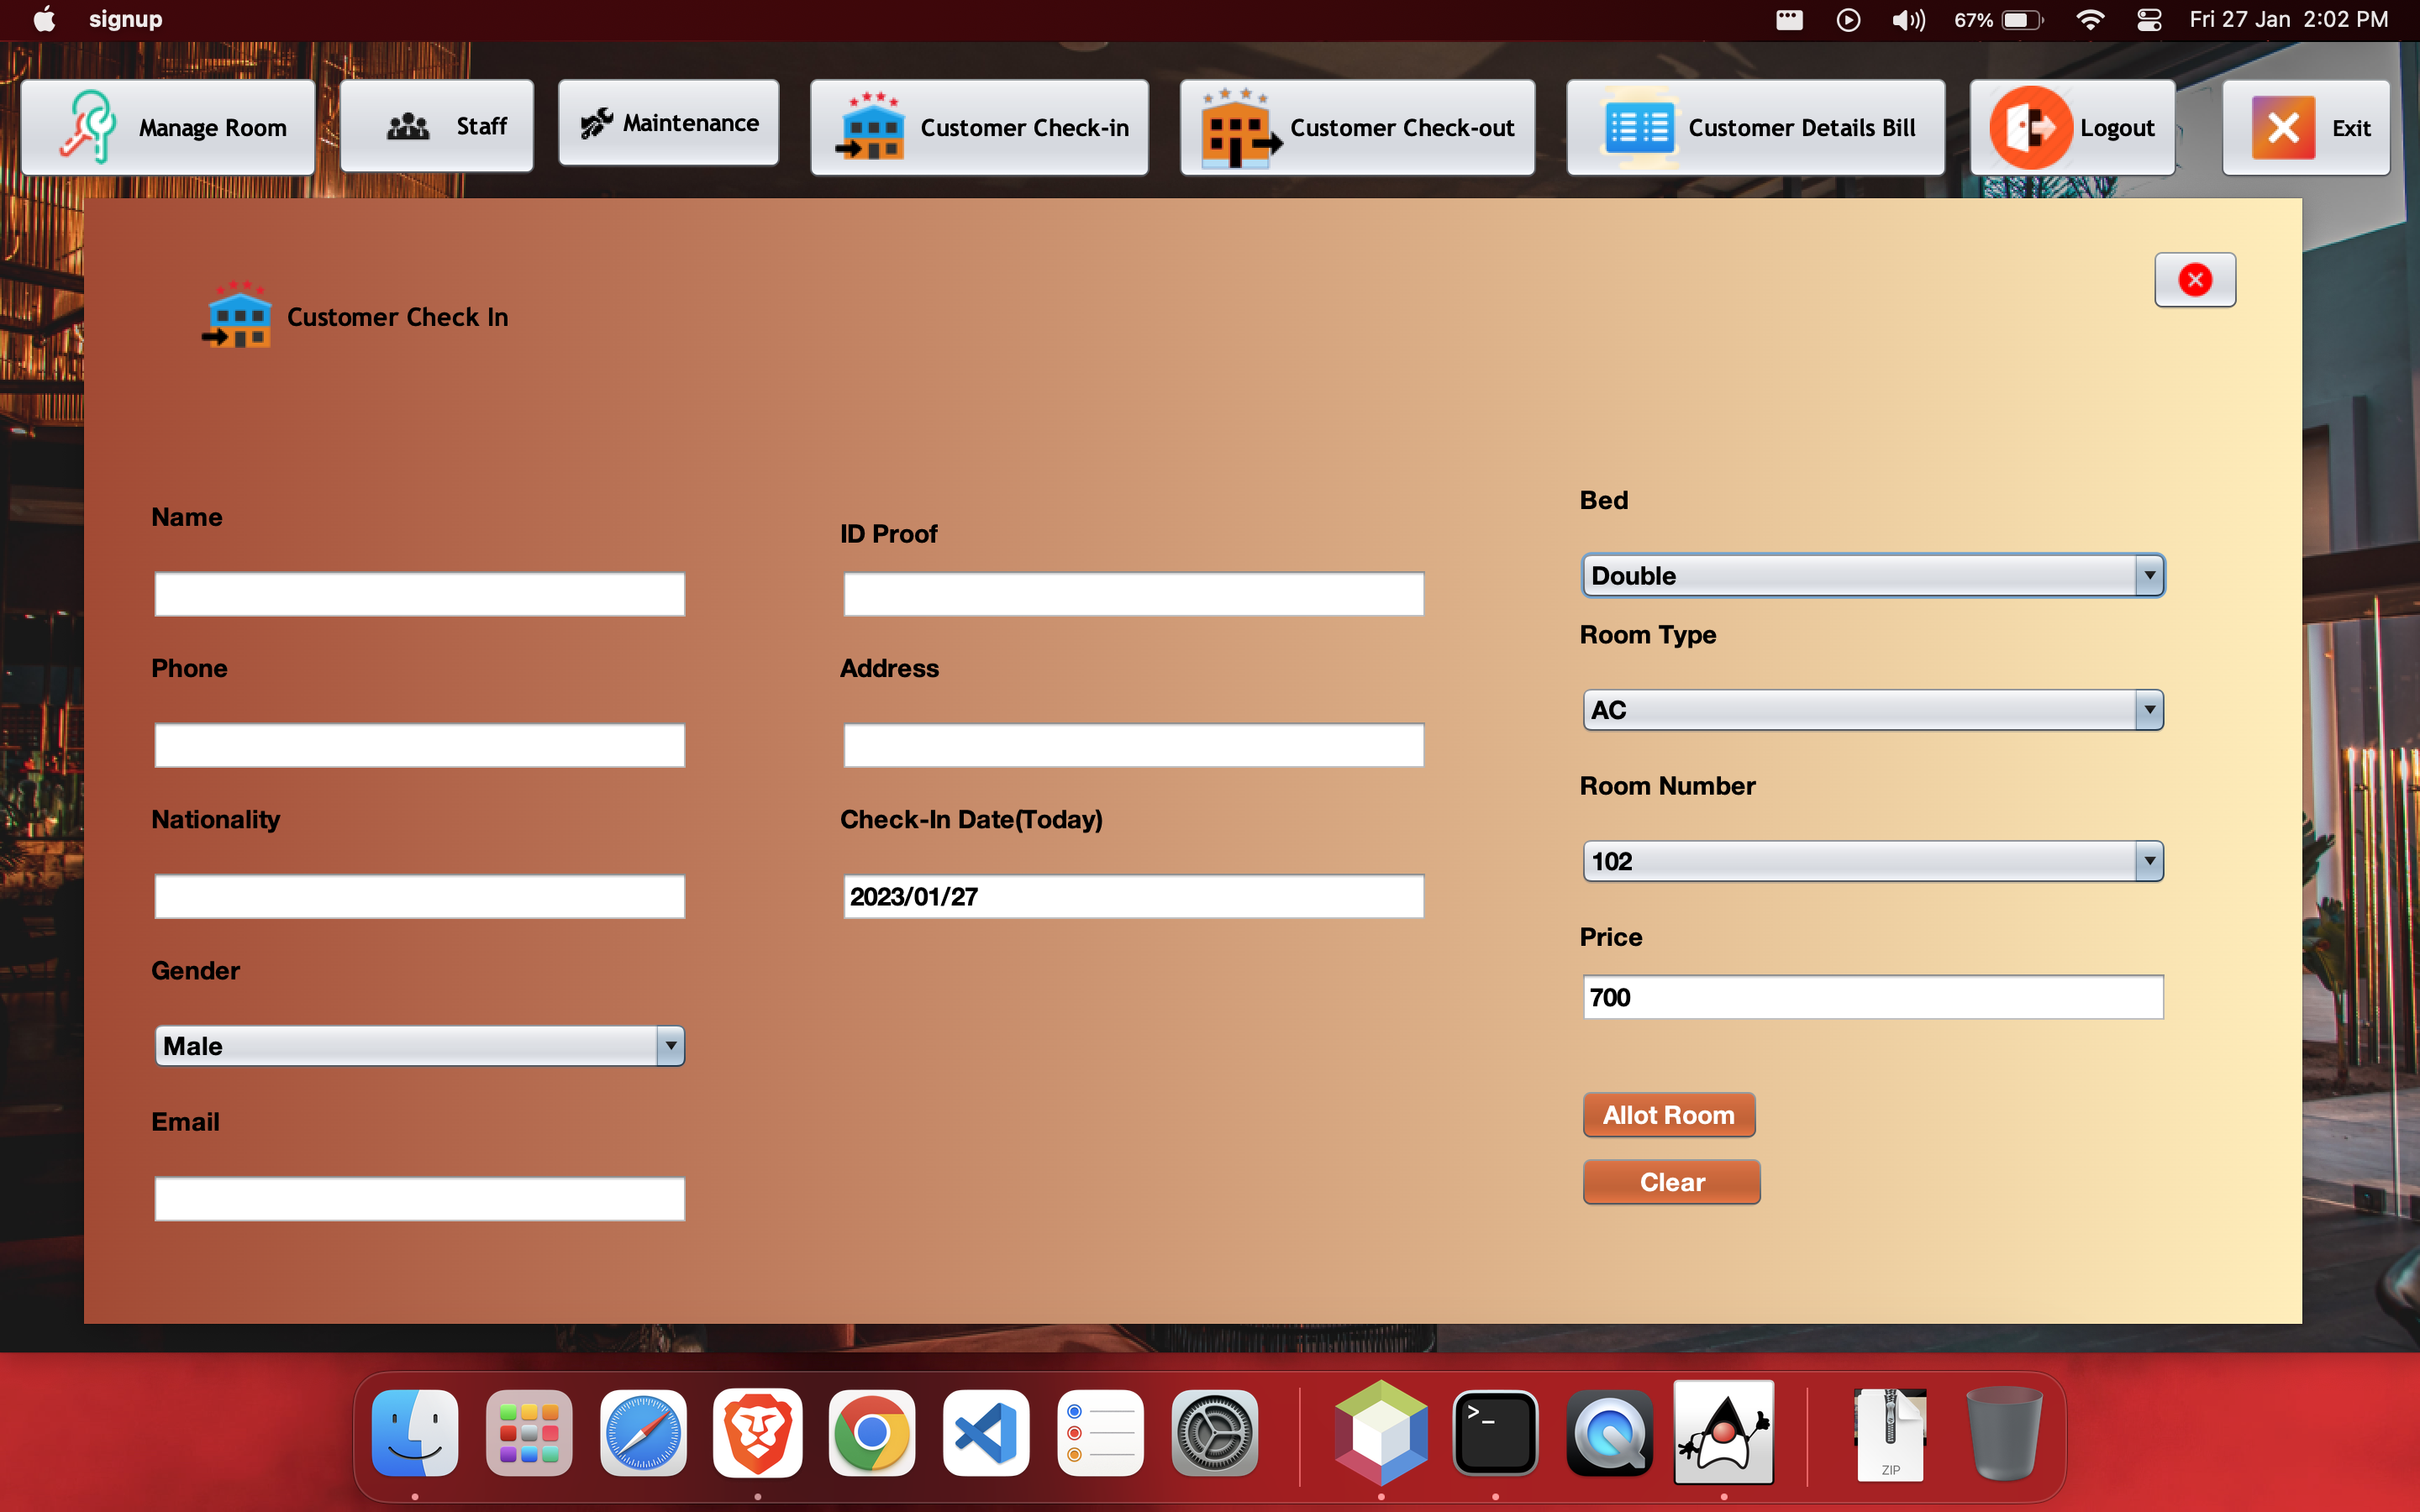 signup
67%
Fri 27 Jan 2:02 PM
Manage Room
Staff
Maintenance
Customer Check-in
Customer Check-out
Customer Details Bill
Logout
Exit
Customer Check In
Name
Phone
Nationality
Gender
Male
Email
ID Proof
Address
Check-In Date(Today)
2023/01/27
Bed
Double
Room Type
AC
Room Number
102
Price
700
Allot Room
Clear
>_
ZIP